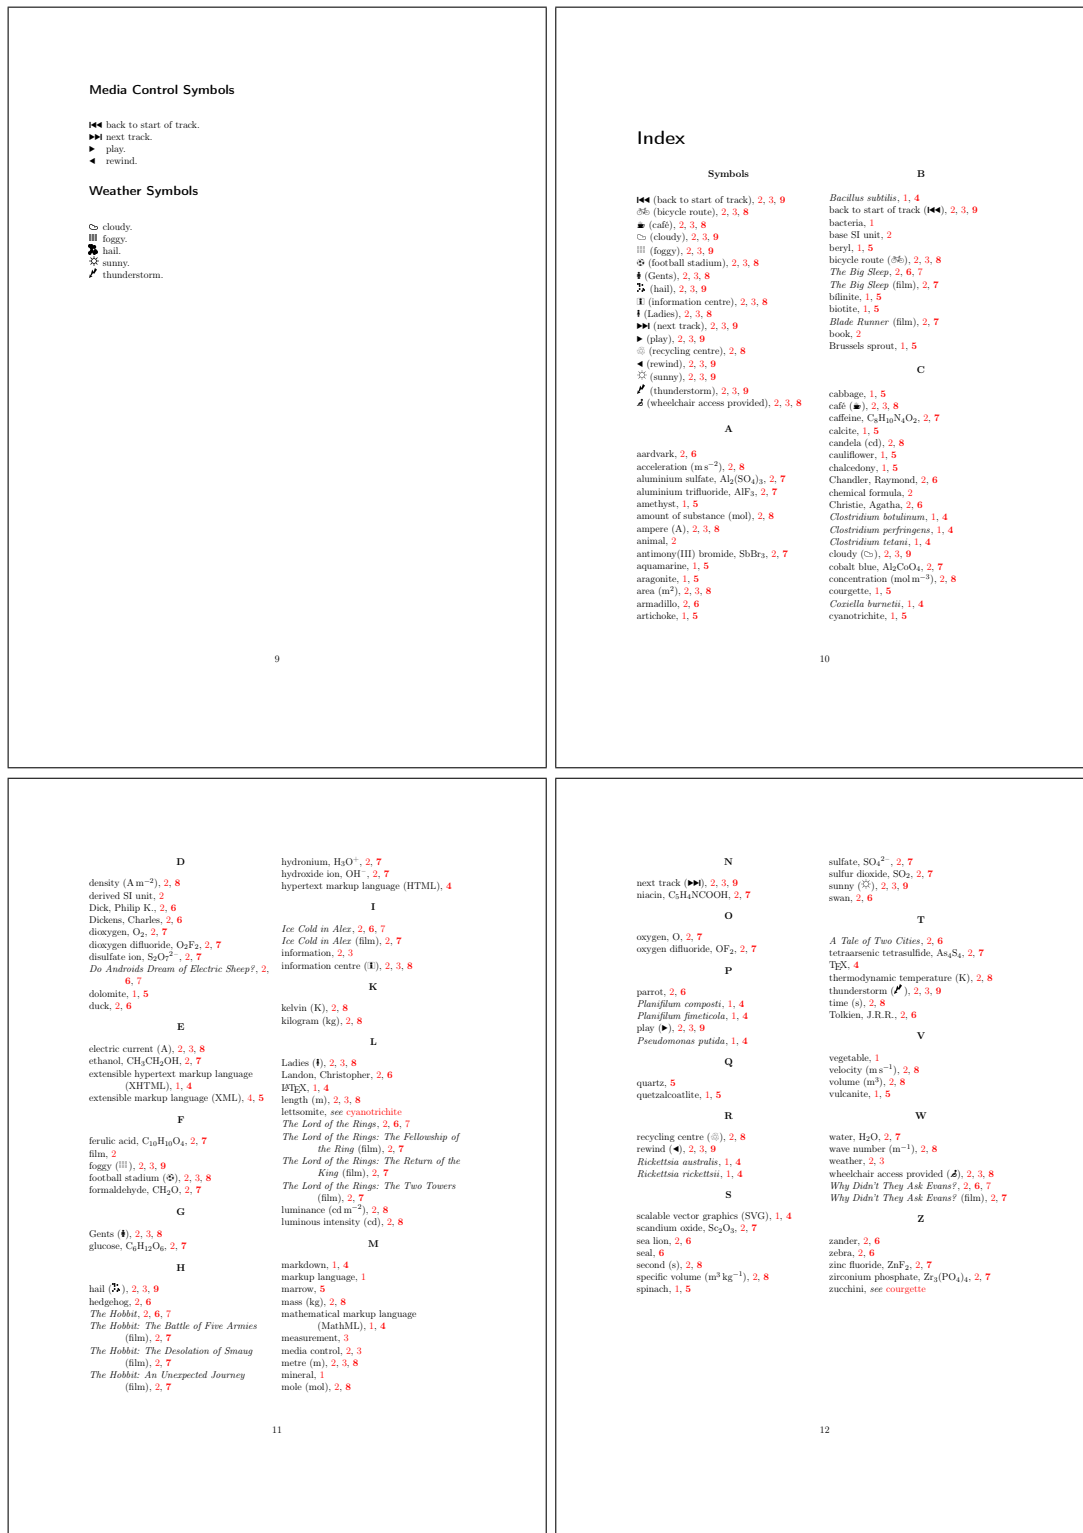 Media Control Symbols
⏮ back to start of track.
⏭ next track.
▶ play.
◀ rewind.
Weather Symbols
cloudy.
foggy.
hail.
sunny.
thunderstorm.
9
Index
Symbols
⏮ (back to start of track), 2, 3, 9
(bicycle route), 2, 3, 8
(café), 2, 3, 8
(cloudy), 2, 3, 9
(foggy), 2, 3, 9
(football stadium), 2, 3, 8
(Gents), 2, 3, 8
(hail), 2, 3, 9
(information centre), 2, 3, 8
(Ladies), 2, 3, 8
⏭ (next track), 2, 3, 9
▶ (play), 2, 3, 9
(recycling centre), 2, 8
◀ (rewind), 2, 3, 9
(sunny), 2, 3, 9
(thunderstorm), 2, 3, 9
(wheelchair access provided), 2, 3, 8
A
aardvark, 2, 6
acceleration (m s⁻²), 2, 8
aluminium sulfate, Al₂(SO₄)₃, 2, 7
aluminium trifluoride, AlF₃, 2, 7
amethyst, 1, 5
amount of substance (mol), 2, 8
ampere (A), 2, 3, 8
animal, 2
antimony(III) bromide, SbBr₃, 2, 7
aquamarine, 1, 5
aragonite, 1, 5
area (m²), 2, 3, 8
armadillo, 2, 6
artichoke, 1, 5
B
Bacillus subtilis, 1, 4
back to start of track (⏮), 2, 3, 9
bacteria, 1
base SI unit, 2
beryl, 1, 5
bicycle route (), 2, 3, 8
The Big Sleep, 2, 6, 7
The Big Sleep (film), 2, 7
bilinite, 1, 5
biotite, 1, 5
Blade Runner (film), 2, 7
book, 2
Brussels sprout, 1, 5
C
cabbage, 1, 5
café (), 2, 3, 8
caffeine, C₈H₁₀N₄O₂, 2, 7
calcite, 1, 5
candela (cd), 2, 8
cauliflower, 1, 5
chalcedony, 1, 5
Chandler, Raymond, 2, 6
chemical formula, 2
Christie, Agatha, 2, 6
Clostridium botulinum, 1, 4
Clostridium perfringens, 1, 4
Clostridium tetani, 1, 4
cloudy (), 2, 3, 9
cobalt blue, Al₂CoO₄, 2, 7
concentration (mol m⁻³), 2, 8
courgette, 1, 5
Coxiella burnetii, 1, 4
cyanotrichite, 1, 5
10
D
density (A m⁻²), 2, 8
derived SI unit, 2
Dick, Philip K., 2, 6
Dickens, Charles, 2, 6
dioxygen, O₂, 2, 7
dioxygen difluoride, O₂F₂, 2, 7
disulfate ion, S₂O₇²⁻, 2, 7
Do Androids Dream of Electric Sheep?, 2,
6, 7
dolomite, 1, 5
duck, 2, 6
E
electric current (A), 2, 3, 8
ethanol, CH₃CH₂OH, 2, 7
extensible hypertext markup language
(XHTML), 1, 4
extensible markup language (XML), 4, 5
F
ferulic acid, C₁₀H₁₀O₄, 2, 7
film, 2
foggy (), 2, 3, 9
football stadium (), 2, 3, 8
formaldehyde, CH₂O, 2, 7
G
Gents (), 2, 3, 8
glucose, C₆H₁₂O₆, 2, 7
H
hail (), 2, 3, 9
hedgehog, 2, 6
The Hobbit, 2, 6, 7
The Hobbit: The Battle of Five Armies
(film), 2, 7
The Hobbit: The Desolation of Smaug
(film), 2, 7
The Hobbit: An Unexpected Journey
(film), 2, 7
hydronium, H₃O⁺, 2, 7
hydroxide ion, OH⁻, 2, 7
hypertext markup language (HTML), 4
I
Ice Cold in Alex, 2, 6, 7
Ice Cold in Alex (film), 2, 7
information, 2, 3
information centre (), 2, 3, 8
K
kelvin (K), 2, 8
kilogram (kg), 2, 8
L
Ladies (), 2, 3, 8
Landon, Christopher, 2, 6
LATEX, 1, 4
length (m), 2, 3, 8
lettsomite, see cyanotrichite
The Lord of the Rings, 2, 6, 7
The Lord of the Rings: The Fellowship of
the Ring (film), 2, 7
The Lord of the Rings: The Return of the
King (film), 2, 7
The Lord of the Rings: The Two Towers
(film), 2, 7
luminance (cd m⁻²), 2, 8
luminous intensity (cd), 2, 8
M
markdown, 1, 4
markup language, 1
marrow, 5
mass (kg), 2, 8
mathematical markup language
(MathML), 1, 4
measurement, 3
media control, 2, 3
metre (m), 2, 3, 8
mineral, 1
mole (mol), 2, 8
11
N
next track (⏭), 2, 3, 9
niacin, C₅H₄NCOOH, 2, 7
O
oxygen, O, 2, 7
oxygen difluoride, OF₂, 2, 7
P
parrot, 2, 6
Planifilum composti, 1, 4
Planifilum fimeticola, 1, 4
play (▶), 2, 3, 9
Pseudomonas putida, 1, 4
Q
quartz, 5
quetzalcoatlite, 1, 5
R
recycling centre (), 2, 8
rewind (◀), 2, 3, 9
Rickettsia australis, 1, 4
Rickettsia rickettsii, 1, 4
S
scalable vector graphics (SVG), 1, 4
scandium oxide, Sc₂O₃, 2, 7
sea lion, 2, 6
seal, 6
second (s), 2, 8
specific volume (m³ kg⁻¹), 2, 8
spinach, 1, 5
sulfate, SO₄²⁻, 2, 7
sulfur dioxide, SO₂, 2, 7
sunny (), 2, 3, 9
swan, 2, 6
T
A Tale of Two Cities, 2, 6
tetraarsenic tetrasulfide, As₄S₄, 2, 7
TEX, 4
thermodynamic temperature (K), 2, 8
thunderstorm (), 2, 3, 9
time (s), 2, 8
Tolkien, J.R.R., 2, 6
V
vegetable, 1
velocity (m s⁻¹), 2, 8
volume (m³), 2, 8
vulcanite, 1, 5
W
water, H₂O, 2, 7
wave number (m⁻¹), 2, 8
weather, 2, 3
wheelchair access provided (), 2, 3, 8
Why Didn't They Ask Evans?, 2, 6, 7
Why Didn't They Ask Evans? (film), 2, 7
Z
zander, 2, 6
zebra, 2, 6
zinc fluoride, ZnF₂, 2, 7
zirconium phosphate, Zr₃(PO₄)₄, 2, 7
zucchini, see courgette
12